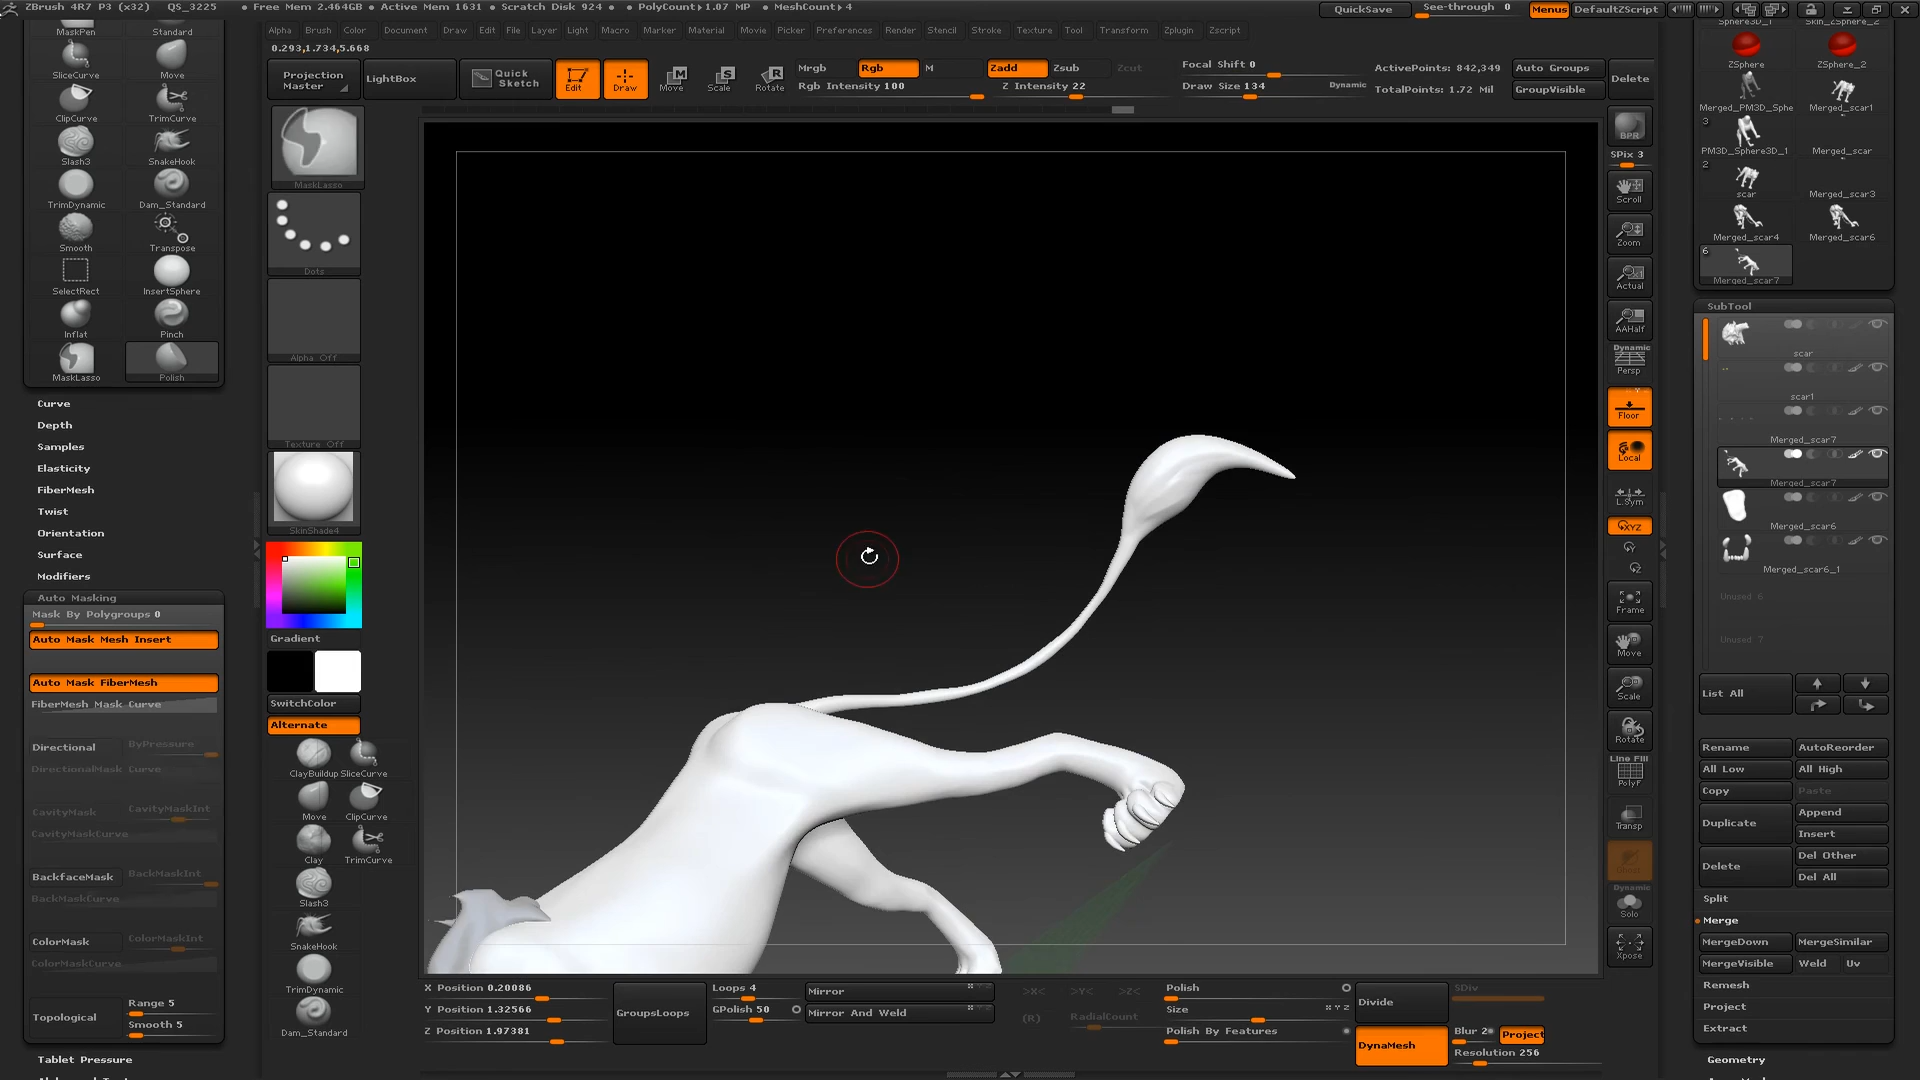 ZBrush 4R7 P3 (x32) QS_3225 • Free Mem 2.464GB • Active Mem 1631 • Scratch Disk 924 • • PolyCount▸1.07 MP • MeshCount▸4
QuickSave See-through 0 Menus DefaultZScript
Alpha Brush Color Document Draw Edit File Layer Light Macro Marker Material Movie Picker Preferences Render Stencil Stroke Texture Tool Transform Zplugin Zscript
0.293,1.734,5.668
Projection Master
LightBox
Quick Sketch
Edit
Draw
Move
Scale
Rotate
Mrgb Rgb M
Rgb Intensity 100
Zadd Zsub Zcut
Z Intensity 22
Focal Shift 0
Draw Size 134
Dynamic
ActivePoints: 842,349
TotalPoints: 1.72 Mil
Auto Groups
GroupVisible
Delete
MaskPen Standard
SliceCurve Move
ClipCurve TrimCurve
Slash3 SnakeHook
TrimDynamic Dam_Standard
Smooth Transpose
SelectRect InsertSphere
Inflat Pinch
MaskLasso Polish
Curve
Depth
Samples
Elasticity
FiberMesh
Twist
Orientation
Surface
Modifiers
Auto Masking
Mask By Polygroups 0
Auto Mask Mesh Insert
Auto Mask FiberMesh
FiberMesh Mask Curve
Directional ByPressure
DirectionalMask Curve
CavityMask CavityMaskInt
CavityMaskCurve
BackfaceMask BackMaskInt
BackMaskCurve
ColorMask ColorMaskInt
ColorMaskCurve
Topological
Range 5
Smooth 5
Tablet Pressure
MaskLasso
Dots
Alpha Off
Texture Off
SkinShade4
Gradient
SwitchColor
Alternate
ClayBuildup SliceCurve
Move ClipCurve
Clay TrimCurve
Slash3
SnakeHook
TrimDynamic
Dam_Standard
X Position 0.20086
Y Position 1.32566
Z Position 1.97381
GroupsLoops
Loops 4
GPolish 50
Mirror
Mirror And Weld
>X< >Y< >Z<
(R) RadialCount
Polish
Size
Polish By Features
Divide
DynaMesh
SDiv
Blur 2
Project
Resolution 256
BPR
SPix 3
Scroll
Zoom
Actual
AAHalf
Dynamic
Persp
Floor
Local
L.Sym
XYZ
Frame
Move
Scale
Rotate
Line Fill
PolyF
Transp
Ghost
Dynamic
Solo
Xpose
Sphere3D_1 Skin_ZSphere_2
ZSphere ZSphere_2
Merged_PM3D_Sphe Merged_scar1
3
PM3D_Sphere3D_1 Merged_scar
2
scar Merged_scar3
Merged_scar4 Merged_scar6
6
Merged_scar7
SubTool
scar
scar1
Merged_scar7
Merged_scar7
Merged_scar6
Merged_scar6_1
Unused 6
Unused 7
List All
Rename AutoReorder
All Low All High
Copy Paste
Duplicate Append
Insert
Delete Del Other
Del All
Split
Merge
MergeDown MergeSimilar
MergeVisible Weld Uv
Remesh
Project
Extract
Geometry